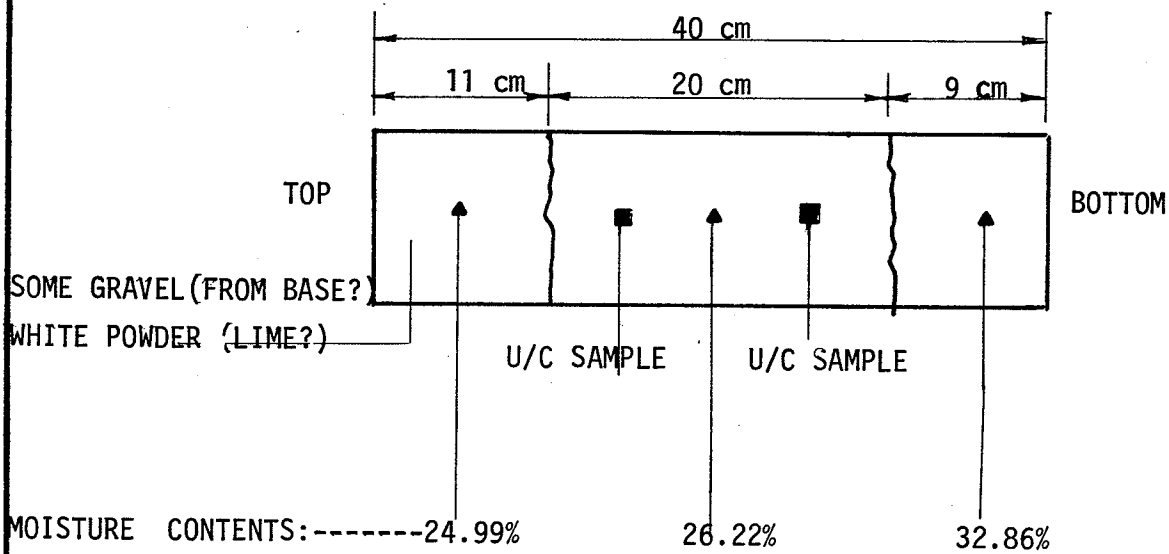 40 cm
11 cm 20 cm 9 cm
TOP
BOTTOM
SOME GRAVEL(FROM BASE?)
WHITE POWDER (LIME?)
U/C SAMPLE U/C SAMPLE
MOISTURE CONTENTS:-------24.99% 26.22% 32.86%